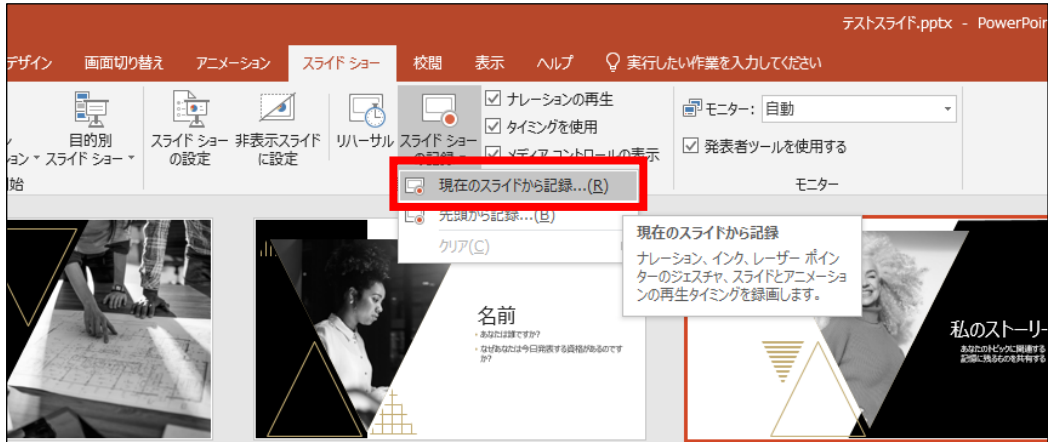 テストスライド.pptx - PowerPoin
デザイン 画面切り替え アニメーション スライド ショー 校閲 表示 ヘルプ 実行したい作業を入力してください
目的別
スライド ショー
ション
スライド ショー
の設定
非表示スライド
に設定
リハーサル
スライド ショー
の記録
ナレーションの再生
タイミングを使用
メディア コントロールの表示
モニター: 自動
発表者ツールを使用する
始
モニター
現在のスライドから記録...(R)
先頭から記録...(B)
クリア(C)
現在のスライドから記録
ナレーション、インク、レーザー ポイン
ターのジェスチャ、スライドとアニメーショ
ンの再生タイミングを録画します。
名前
・あなたは誰ですか?
・なぜあなたは今日発表する資格があるのです
か?
私のストーリー
あなたのトピックに関連する
記憶に残るものを共有する